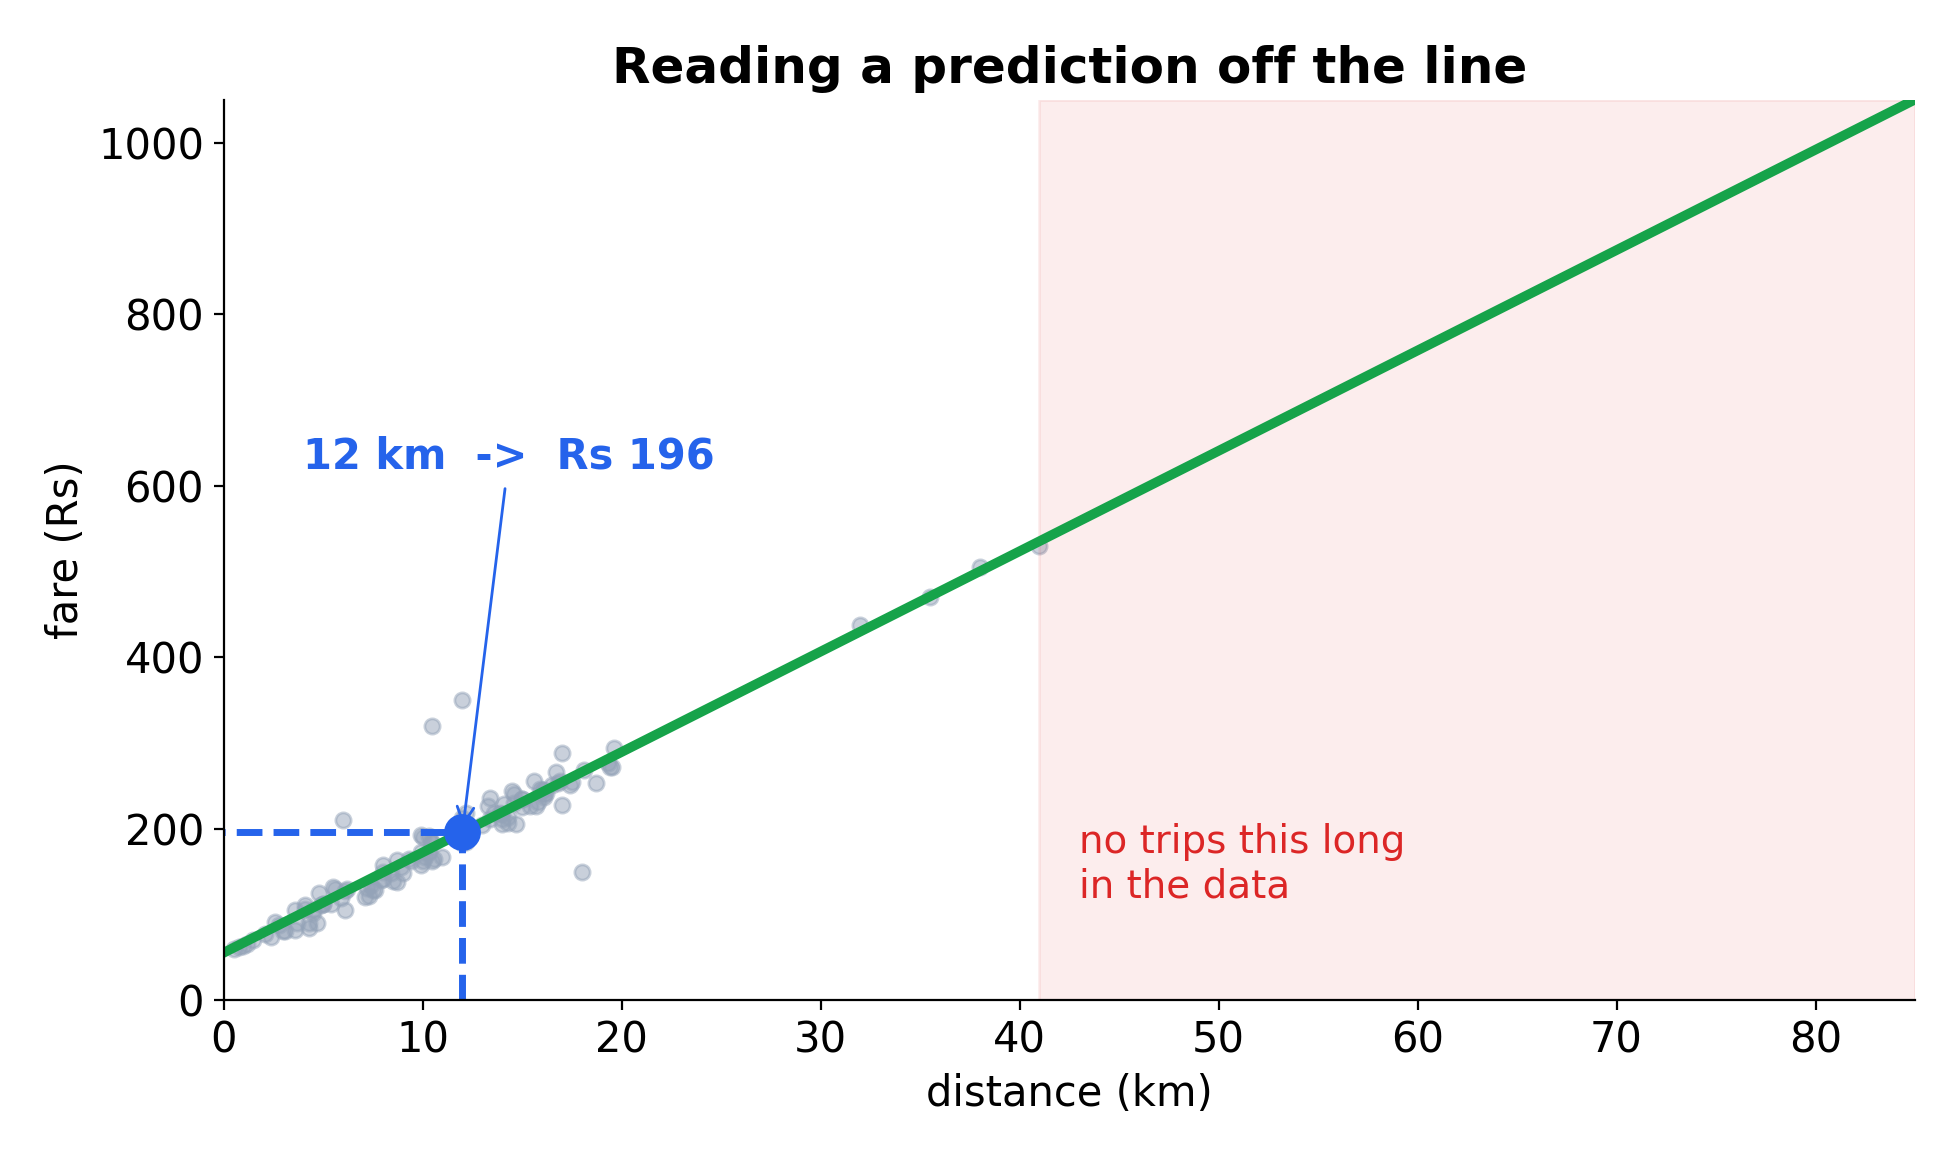 Reading a prediction off the line
1000
800
600
400
200
0
fare (Rs)
12 km -> Rs 196
no trips this long
in the data
0 10 20 30 40 50 60 70 80
distance (km)